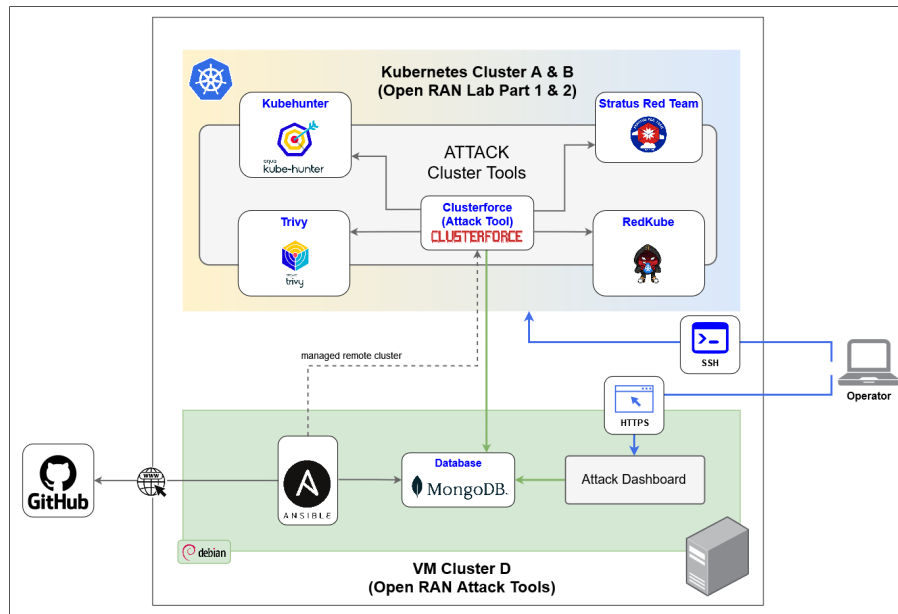 Kubernetes Cluster A & B
(Open RAN Lab Part 1 & 2)
Kubehunter
aqua
kube-hunter
Stratus Red Team
ATTACK
Cluster Tools
Clusterforce
(Attack Tool)
CLUSTERFORCE
Trivy
trivy
RedKube
managed remote cluster
SSH
Operator
HTTPS
GitHub
WWW
ANSIBLE
Database
MongoDB.
Attack Dashboard
debian
VM Cluster D
(Open RAN Attack Tools)